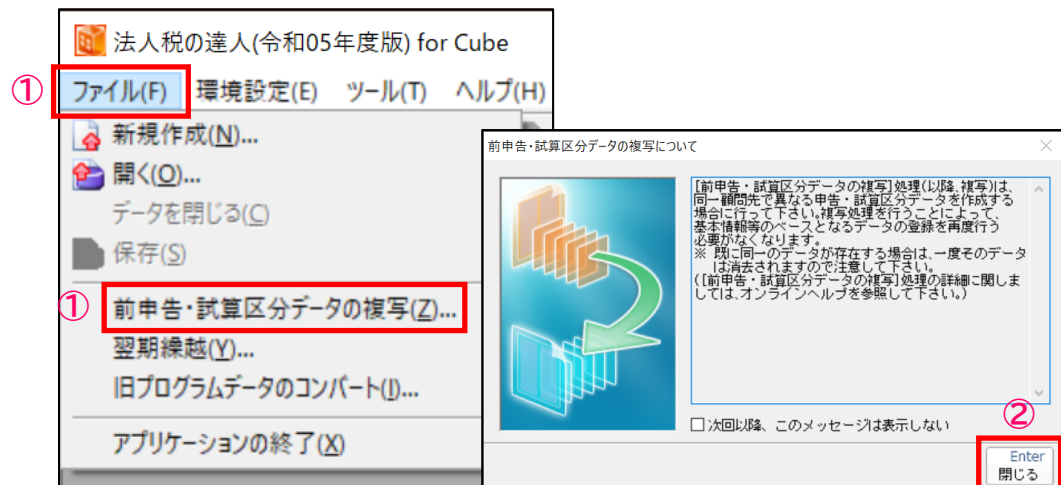 法人税の達人(令和05年度版) for Cube
①
ファイル(F) 環境設定(E) ツール(T) ヘルプ(H)
新規作成(N)...
開く(O)...
データを閉じる(C)
保存(S)
①
前申告・試算区分データの複写(Z)...
翌期繰越(Y)...
旧プログラムデータのコンバート(I)...
アプリケーションの終了(X)
前申告・試算区分データの複写について
[前申告・試算区分データの複写]処理(以降、複写)は、
同一顧問先で異なる申告・試算区分データを作成する
場合に行って下さい。複写処理を行うことによって、
基本情報等のベースとなるデータの登録を再度行う
必要がなくなります。
※ 既に同一のデータが存在する場合は、一度そのデータ
は消去されますので注意して下さい。
([前申告・試算区分データの複写]処理の詳細に関しま
しては、オンラインヘルプを参照して下さい。)
次回以降、このメッセージは表示しない
②
Enter
閉じる